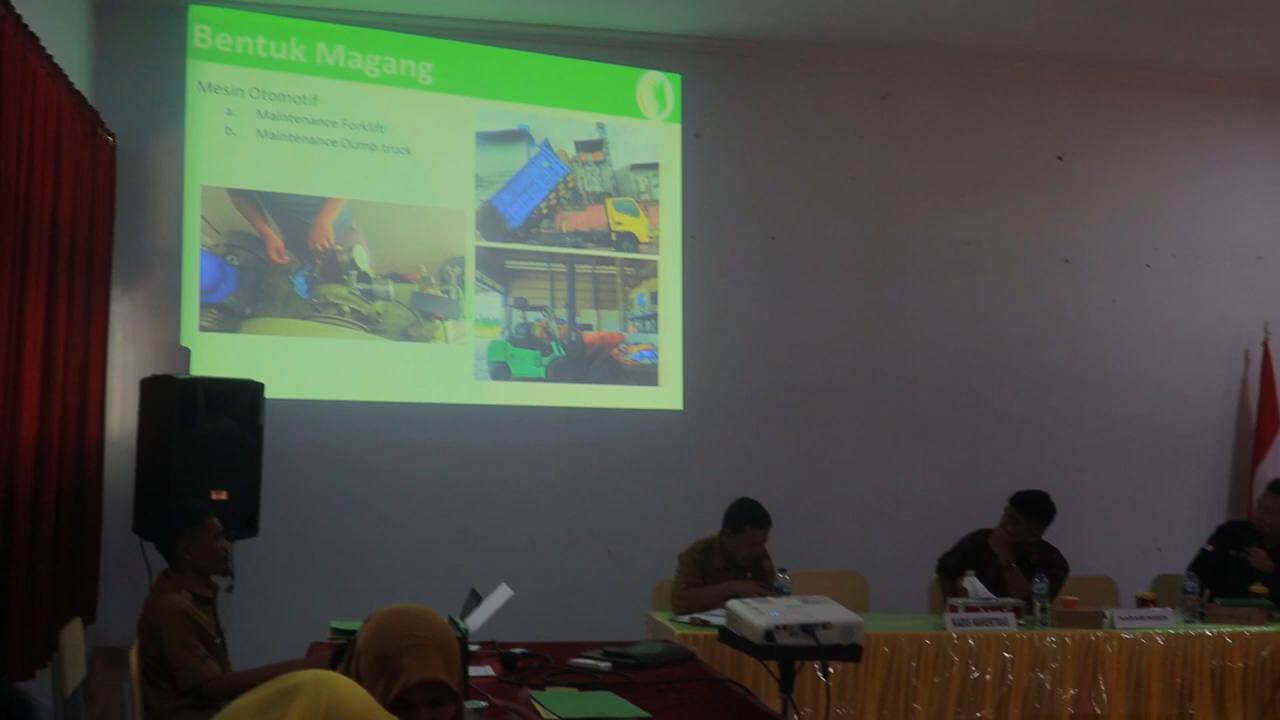 Bentuk Magang
Mesin Otomotif
a. Maintenance Forklift
b. Maintenance Dump truck